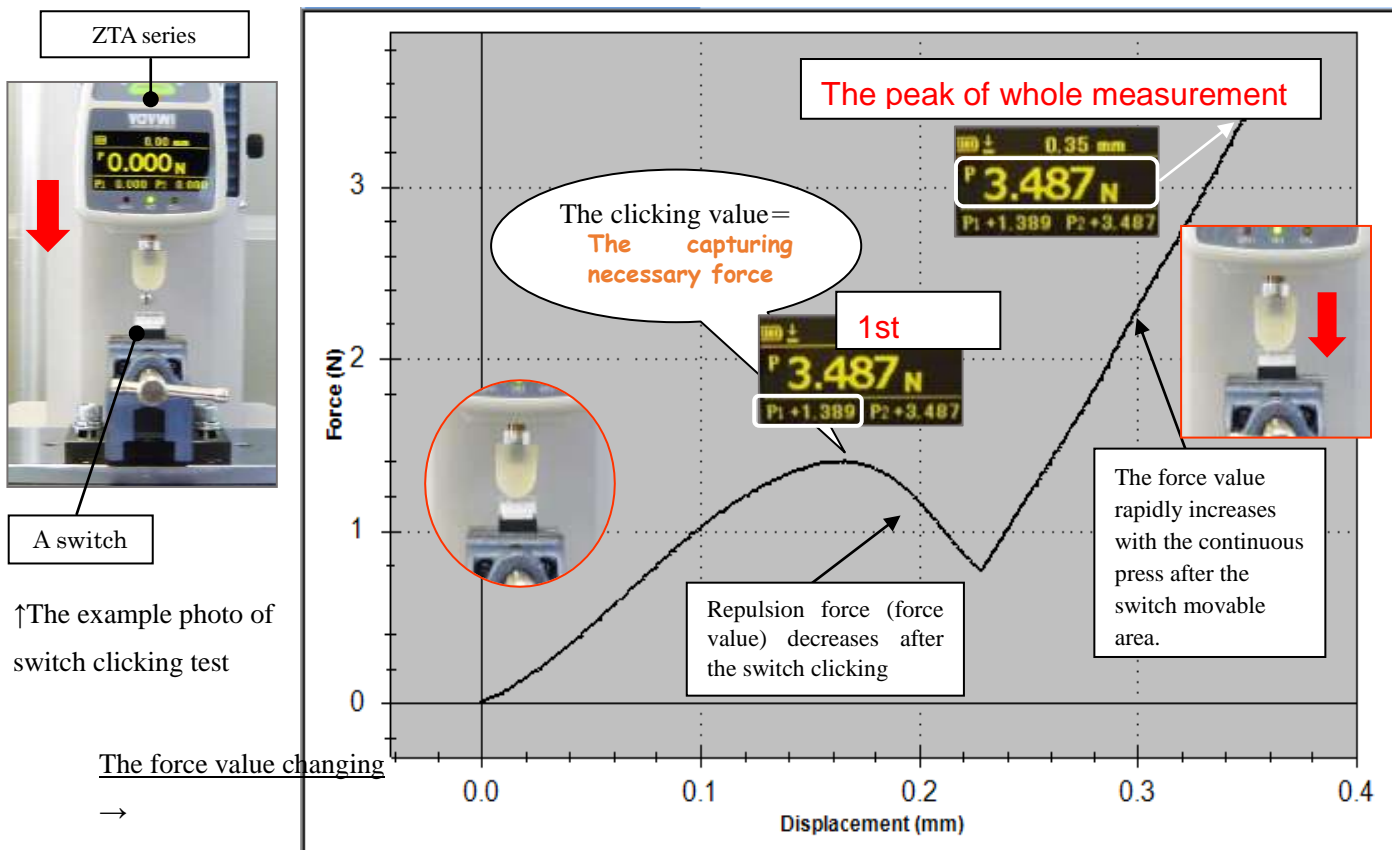 ZTA series
0.00 mm
P 0.000 N
P1 0.000 P2 0.000
A switch
↑The example photo of
switch clicking test
The force value changing
→
The peak of whole measurement
0.35 mm
P 3.487 N
P1 +1.389 P2 +3.487
The clicking value=
The capturing
necessary force
1st
P 3.487 N
P1 +1.389 P2 +3.487
Repulsion force (force
value) decreases after
the switch clicking
The force value
rapidly increases
with the continuous
press after the
switch movable
area.
Force (N)
3
2
1
0
0.0 0.1 0.2 0.3 0.4
Displacement (mm)